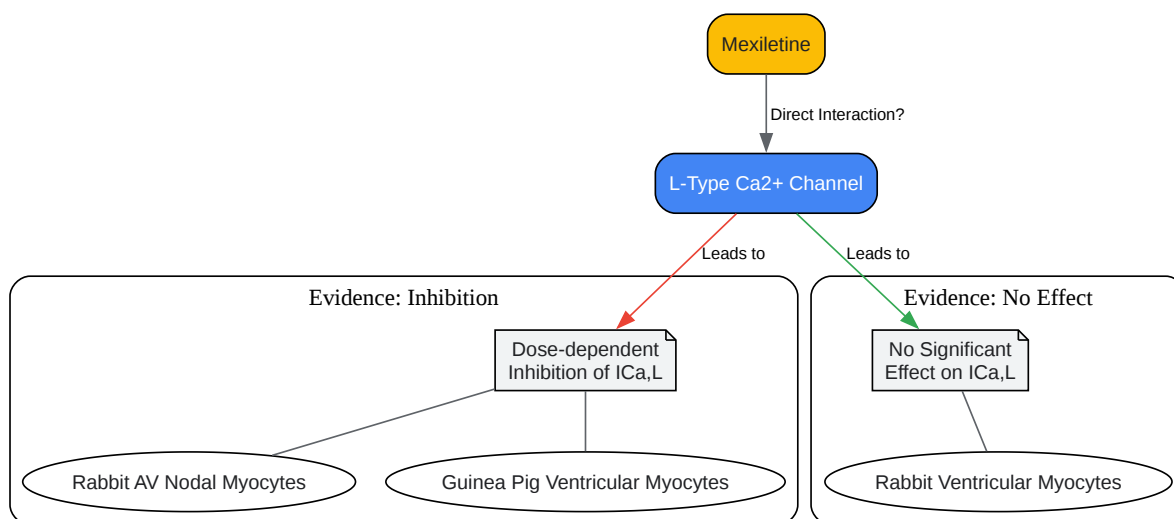 Mexiletine
Direct Interaction?
L-Type Ca2+ Channel
Leads to
Leads to
Evidence: Inhibition
Evidence: No Effect
Dose-dependent
Inhibition of ICa,L
No Significant
Effect on ICa,L
Rabbit AV Nodal Myocytes
Guinea Pig Ventricular Myocytes
Rabbit Ventricular Myocytes